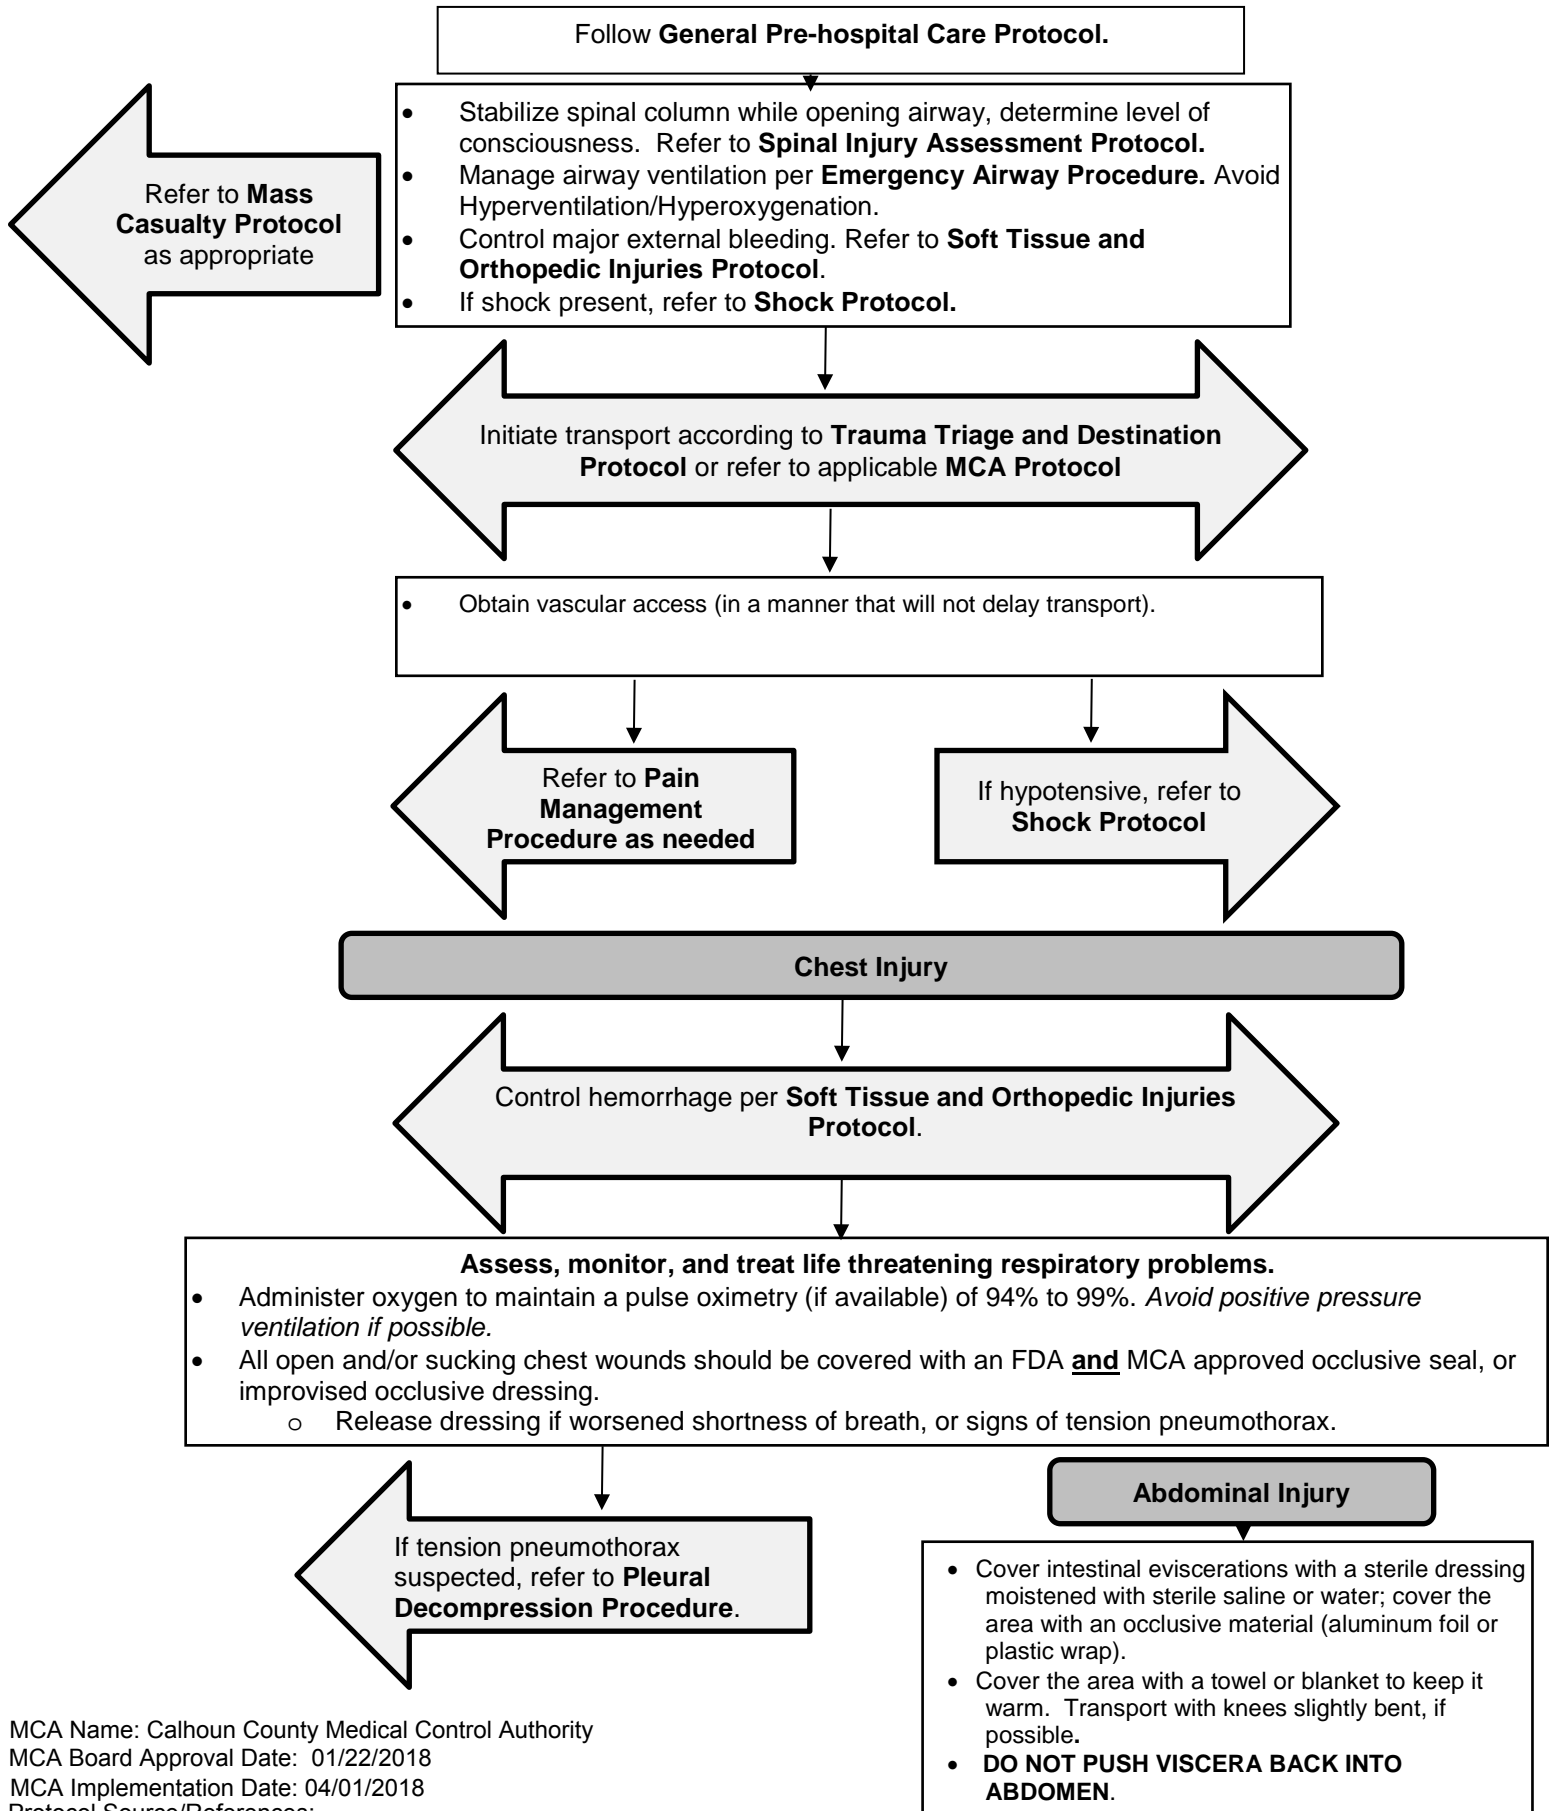 Follow General Pre-hospital Care Protocol.
• Stabilize spinal column while opening airway, determine level of
consciousness.  Refer to Spinal Injury Assessment Protocol.
• Manage airway ventilation per Emergency Airway Procedure. Avoid
Hyperventilation/Hyperoxygenation.
• Control major external bleeding. Refer to Soft Tissue and
Orthopedic Injuries Protocol.
• If shock present, refer to Shock Protocol.
Refer to Mass
Casualty Protocol
as appropriate
Initiate transport according to Trauma Triage and Destination
Protocol or refer to applicable MCA Protocol
• Obtain vascular access (in a manner that will not delay transport).
Refer to Pain
Management
Procedure as needed
If hypotensive, refer to
Shock Protocol
Chest Injury
Control hemorrhage per Soft Tissue and Orthopedic Injuries
Protocol.
Assess, monitor, and treat life threatening respiratory problems.
• Administer oxygen to maintain a pulse oximetry (if available) of 94% to 99%. Avoid positive pressure
ventilation if possible.
• All open and/or sucking chest wounds should be covered with an FDA and MCA approved occlusive seal, or
improvised occlusive dressing.
o Release dressing if worsened shortness of breath, or signs of tension pneumothorax.
If tension pneumothorax
suspected, refer to Pleural
Decompression Procedure.
Abdominal Injury
• Cover intestinal eviscerations with a sterile dressing
moistened with sterile saline or water; cover the
area with an occlusive material (aluminum foil or
plastic wrap).
• Cover the area with a towel or blanket to keep it
warm.  Transport with knees slightly bent, if
possible.
• DO NOT PUSH VISCERA BACK INTO
ABDOMEN.
MCA Name: Calhoun County Medical Control Authority
MCA Board Approval Date:  01/22/2018
MCA Implementation Date: 04/01/2018
Protocol Source/References: